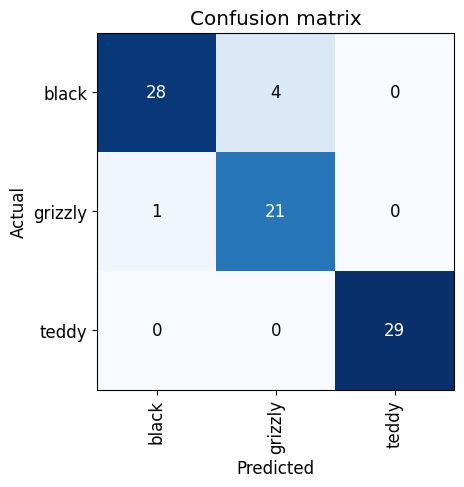 Confusion matrix
Actual
black 28 4 0
grizzly 1 21 0
teddy 0 0 29
black grizzly teddy
Predicted